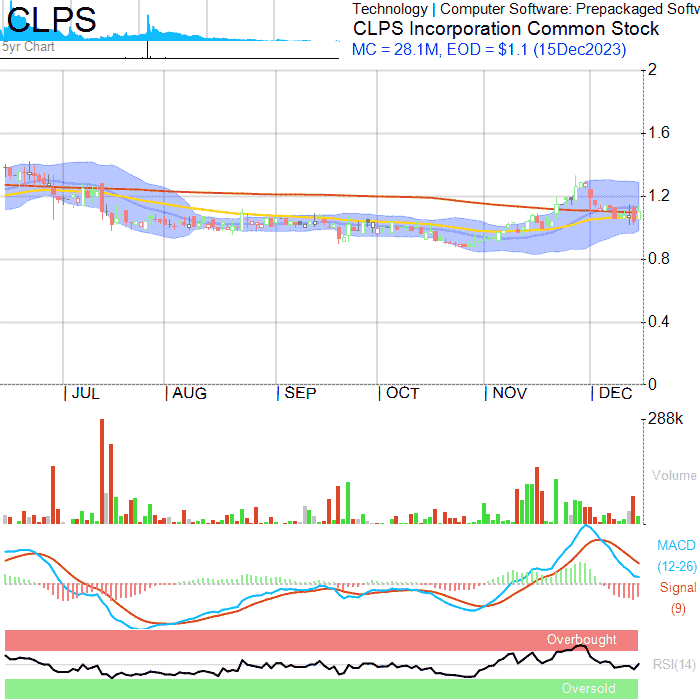 CLPS
5yr Chart
Technology | Computer Software: Prepackaged Softw
CLPS Incorporation Common Stock
MC = 28.1M, EOD = $1.1 (15Dec2023)
2
1.6
1.2
0.8
0.4
0
JUL AUG SEP OCT NOV DEC
288k
Volume
MACD
(12-26)
Signal
(9)
Overbought
RSI(14)
Oversold